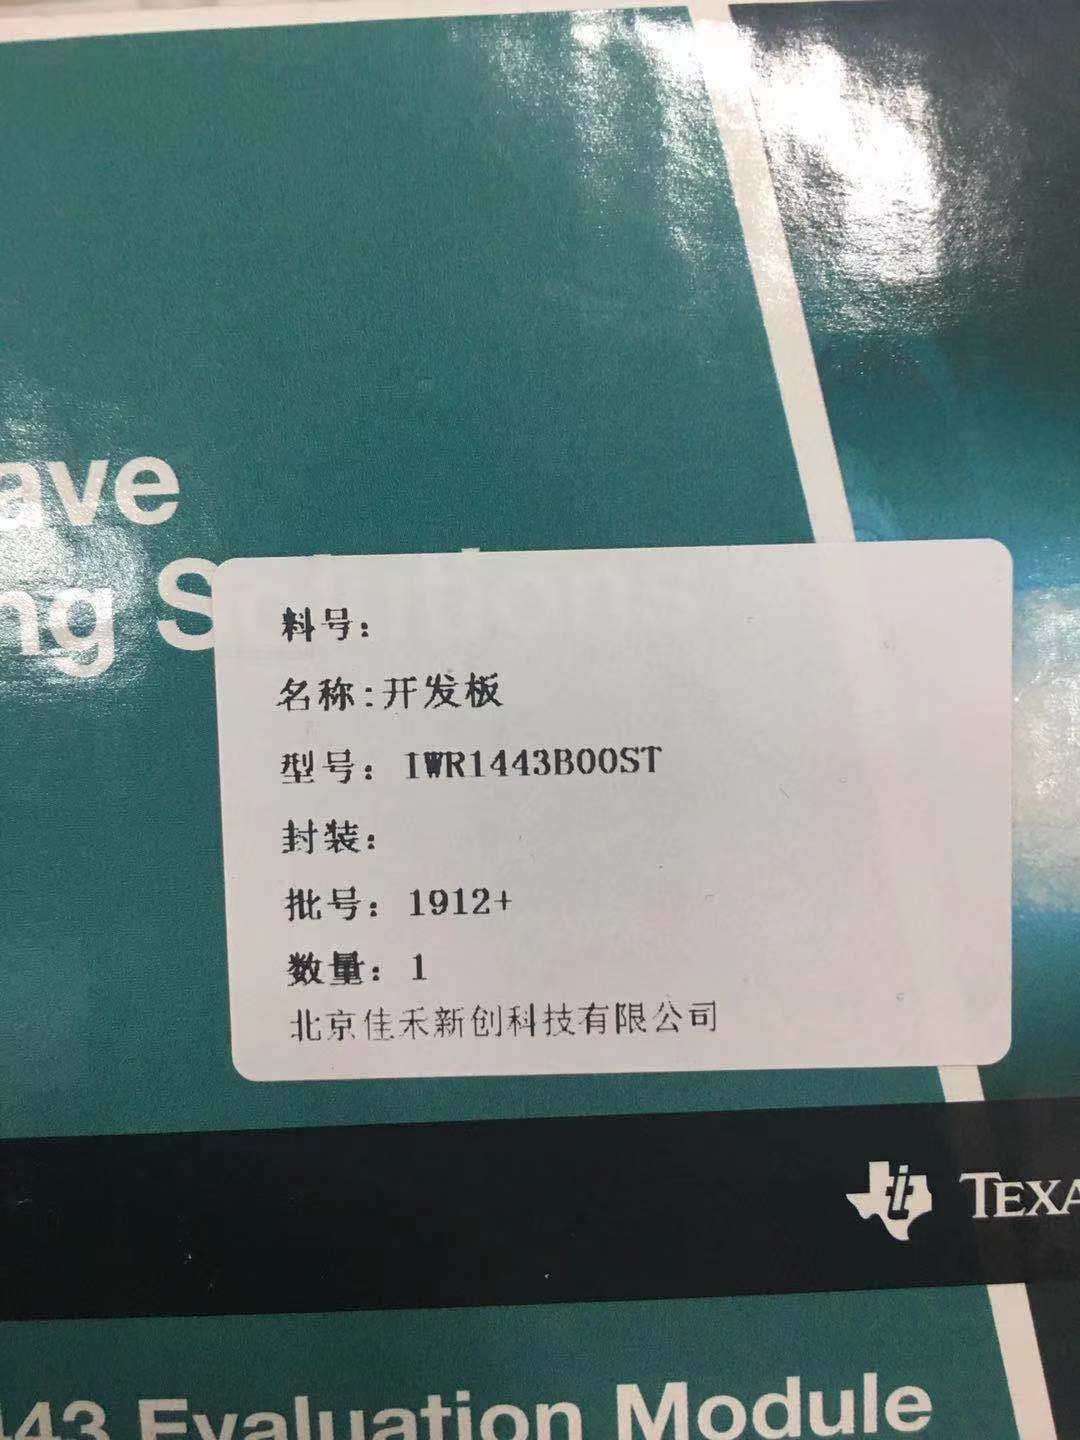 ave
ng S
料号:
名称:开发板
型号: IWR1443B00ST
封装:
批号: 1912+
数量: 1
北京佳禾新创科技有限公司
TEXA
443 Evaluation Module